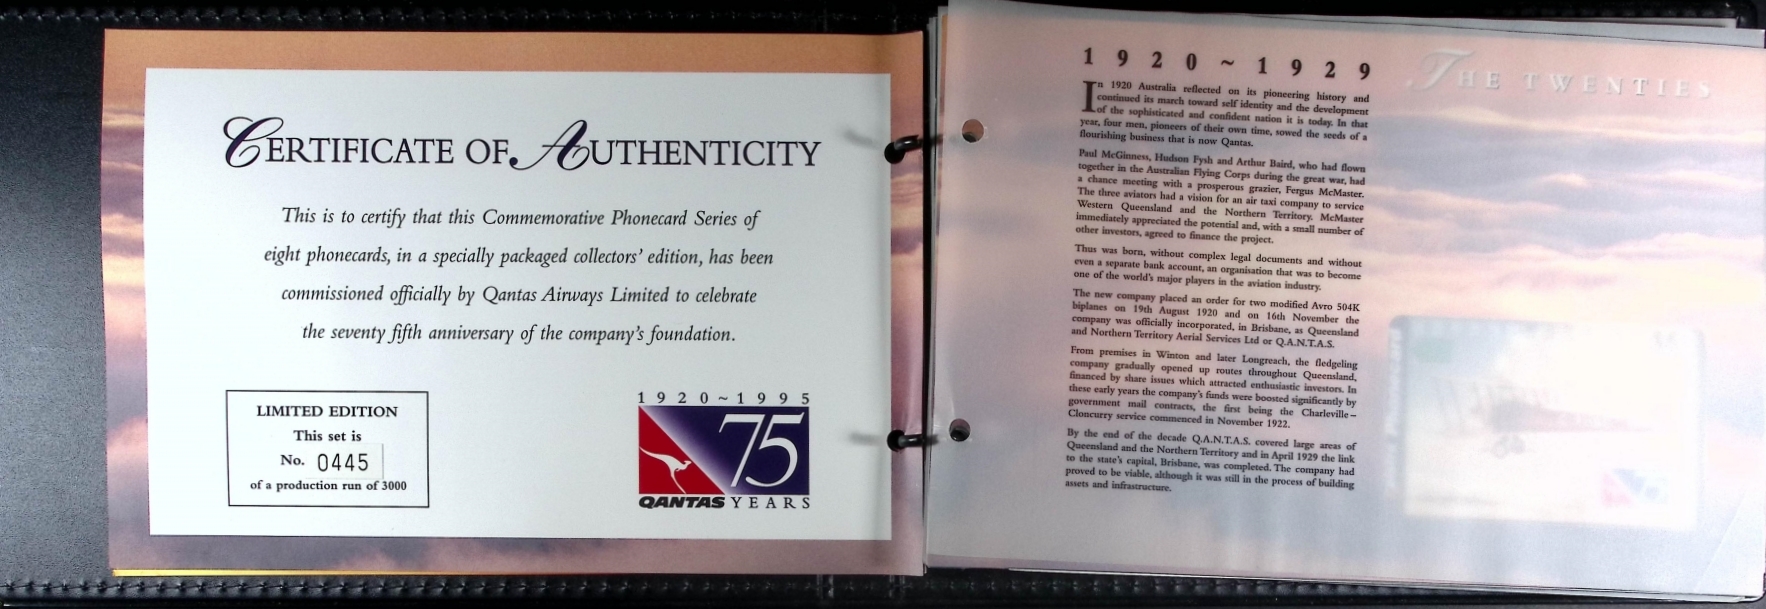 CERTIFICATE OF AUTHENTICITY
This is to certify that this Commemorative Phonecard Series of
eight phonecards, in a specially packaged collectors' edition, has been
commissioned officially by Qantas Airways Limited to celebrate
the seventy fifth anniversary of the company's foundation.
LIMITED EDITION
This set is
No. 0445
of a production run of 3000
1920~1995
75
QANTAS YEARS
1920~1929
In 1920 Australia reflected on its pioneering history and
continued its march toward self identity and the development
of the sophisticated and confident nation it is today. In that
year, four men, pioneers of their own time, sowed the seeds of a
flourishing business that is now Qantas.
Paul McGinness, Hudson Fysh and Arthur Baird, who had flown
together in the Australian Flying Corps during the great war, had
a chance meeting with a prosperous grazier, Fergus McMaster.
The three aviators had a vision for an air taxi company to service
Western Queensland and the Northern Territory. McMaster
immediately appreciated the potential and, with a small number of
other investors, agreed to finance the project.
Thus was born, without complex legal documents and without
even a separate bank account, an organisation that was to become
one of the world's major players in the aviation industry.
The new company placed an order for two modified Avro 504K
biplanes on 19th August 1920 and on 16th November the
company was officially incorporated, in Brisbane, as Queensland
and Northern Territory Aerial Services Ltd or Q.A.N.T.A.S.
From premises in Winton and later Longreach, the fledgeling
company gradually opened up routes throughout Queensland,
financed by share issues which attracted enthusiastic investors. In
these early years the company's funds were boosted significantly by
government mail contracts, the first being the Charleville–
Cloncurry service commenced in November 1922.
By the end of the decade Q.A.N.T.A.S. covered large areas of
Queensland and the Northern Territory and in April 1929 the link
to the state's capital, Brisbane, was completed. The company had
proved to be viable, although it was still in the process of building
assets and infrastructure.
THE TWENTIES
Phonecard